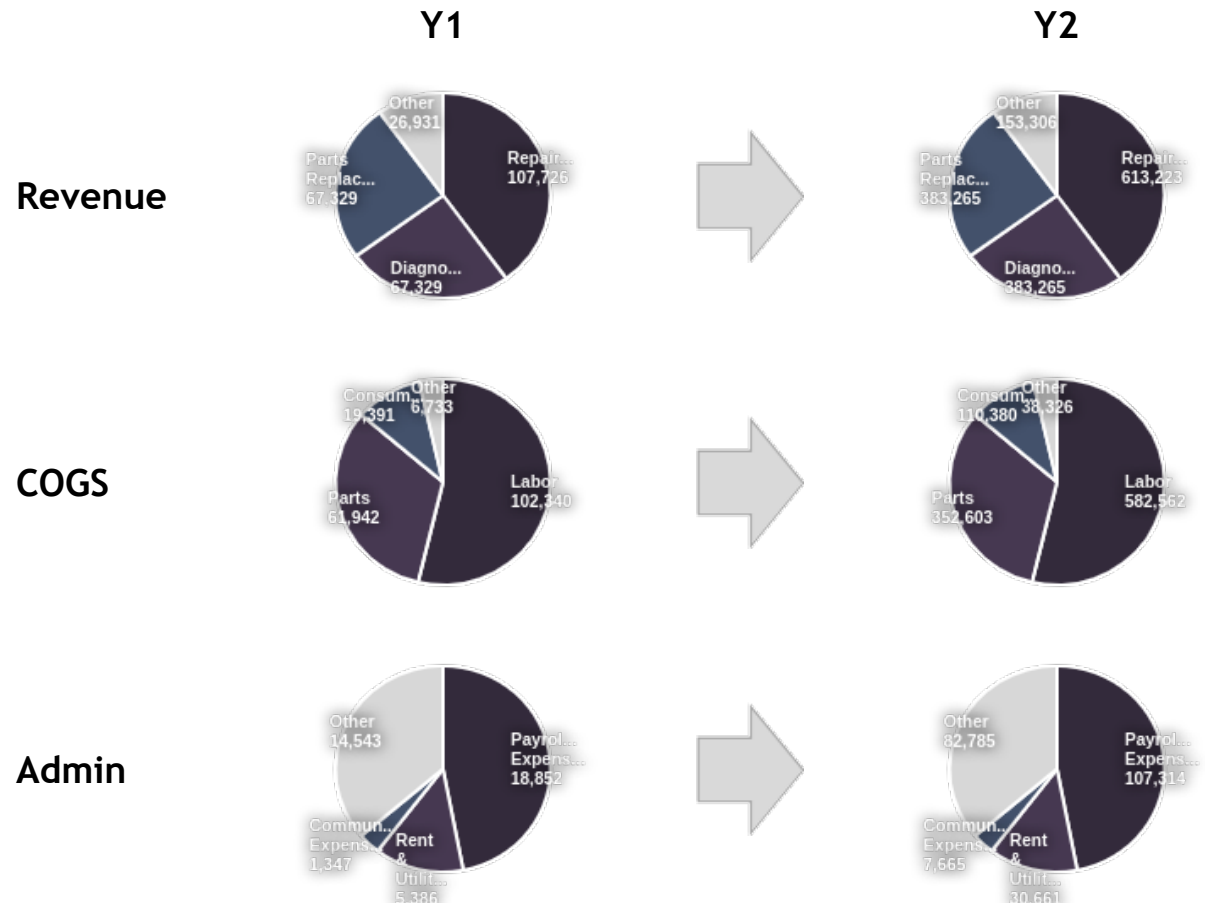 Y1
Y2
Revenue
Other
26,931
Repair...
107,726
Parts
Replac...
67,329
Diagno...
67,329
Other
153,306
Repair...
613,223
Parts
Replac...
383,265
Diagno...
383,265
COGS
Other
6,733
Consum...
19,391
Labor
102,340
Parts
61,942
Other
38,326
Consum...
110,380
Labor
582,562
Parts
352,603
Admin
Other
14,543
Payrol...
Expens...
18,852
Commun...
Expens...
1,347
Rent
&
Utilit...
5,386
Other
82,785
Payrol...
Expens...
107,314
Commun...
Expens...
7,665
Rent
&
Utilit...
30,661